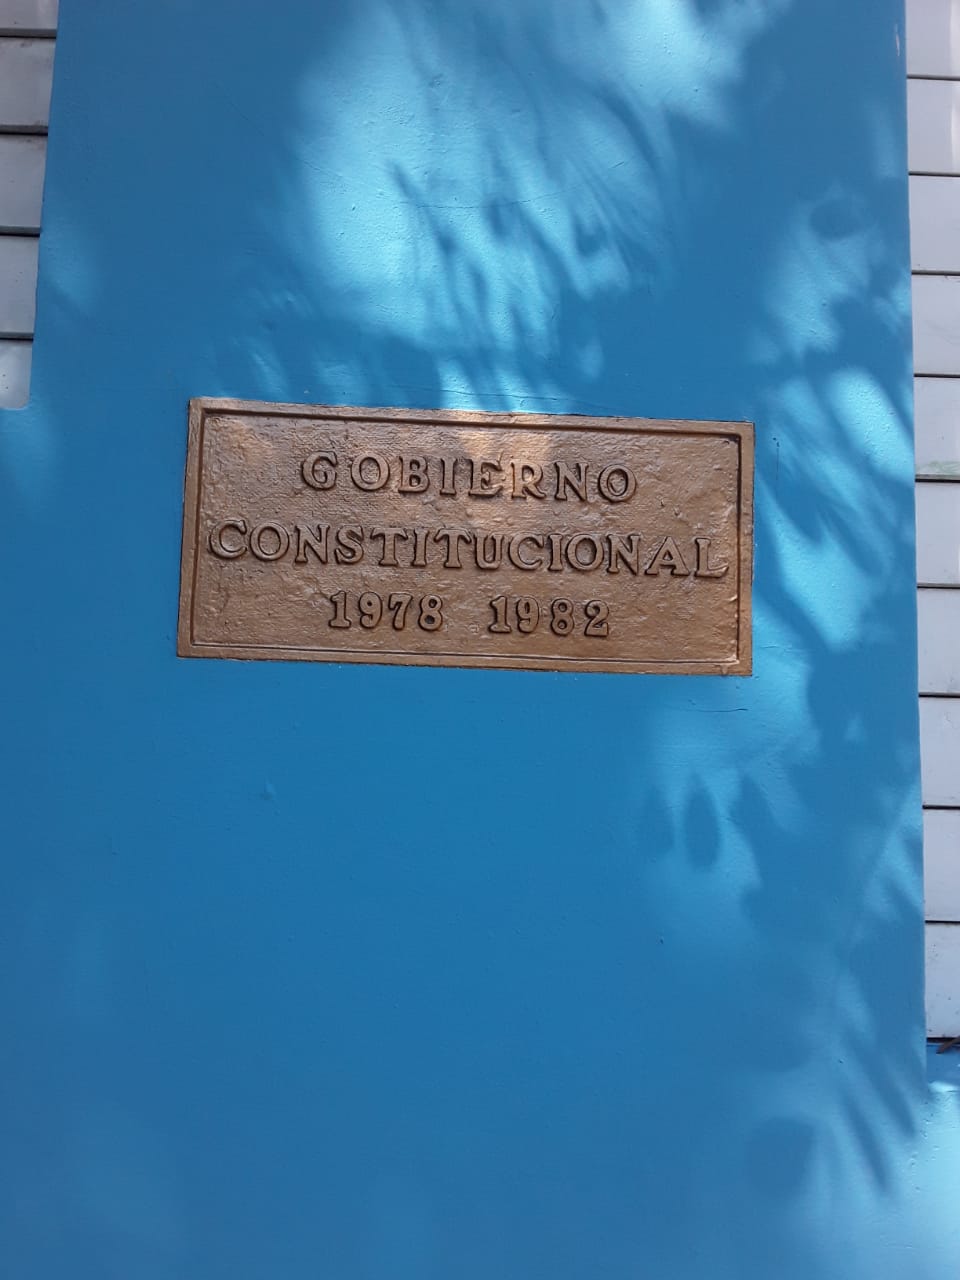 GOBIERNO
CONSTITUCIONAL
1978 1982